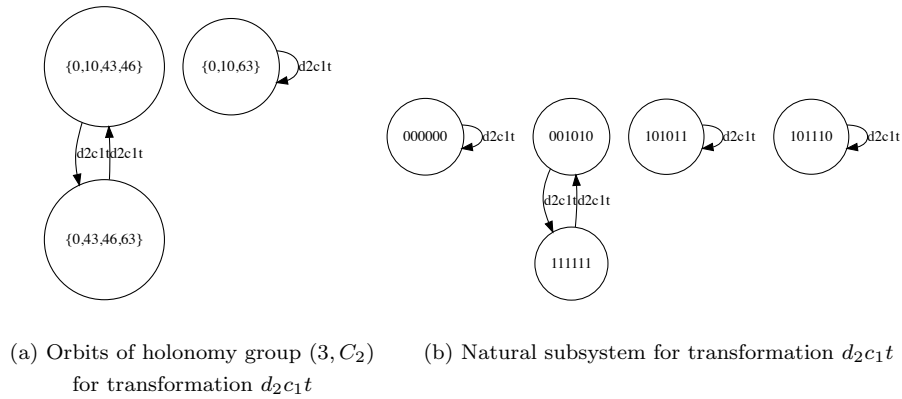 {0,10,43,46}
{0,10,63}
d2c1t
d2c1t
d2c1t
{0,43,46,63}
000000
d2c1t
001010
101011
d2c1t
101110
d2c1t
d2c1t
d2c1t
111111
(a) Orbits of holonomy group (3, C₂)
for transformation d₂c₁t
(b) Natural subsystem for transformation d₂c₁t